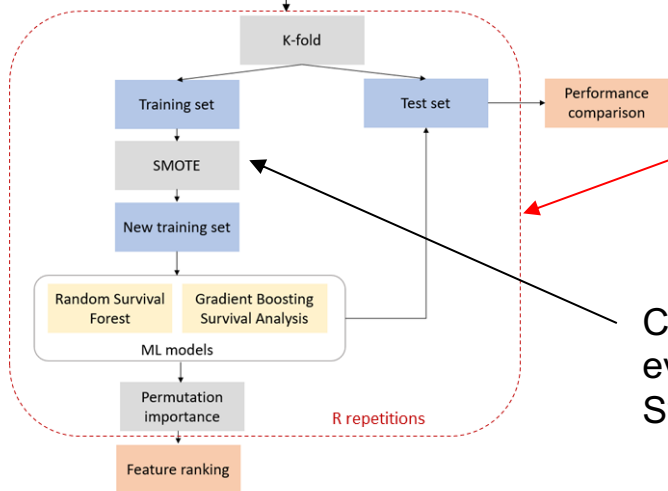 K-fold
Training set
Test set
Performance
comparison
SMOTE
New training set
Random Survival
Forest
Gradient Boosting
Survival Analysis
ML models
Permutation
importance
R repetitions
Feature ranking